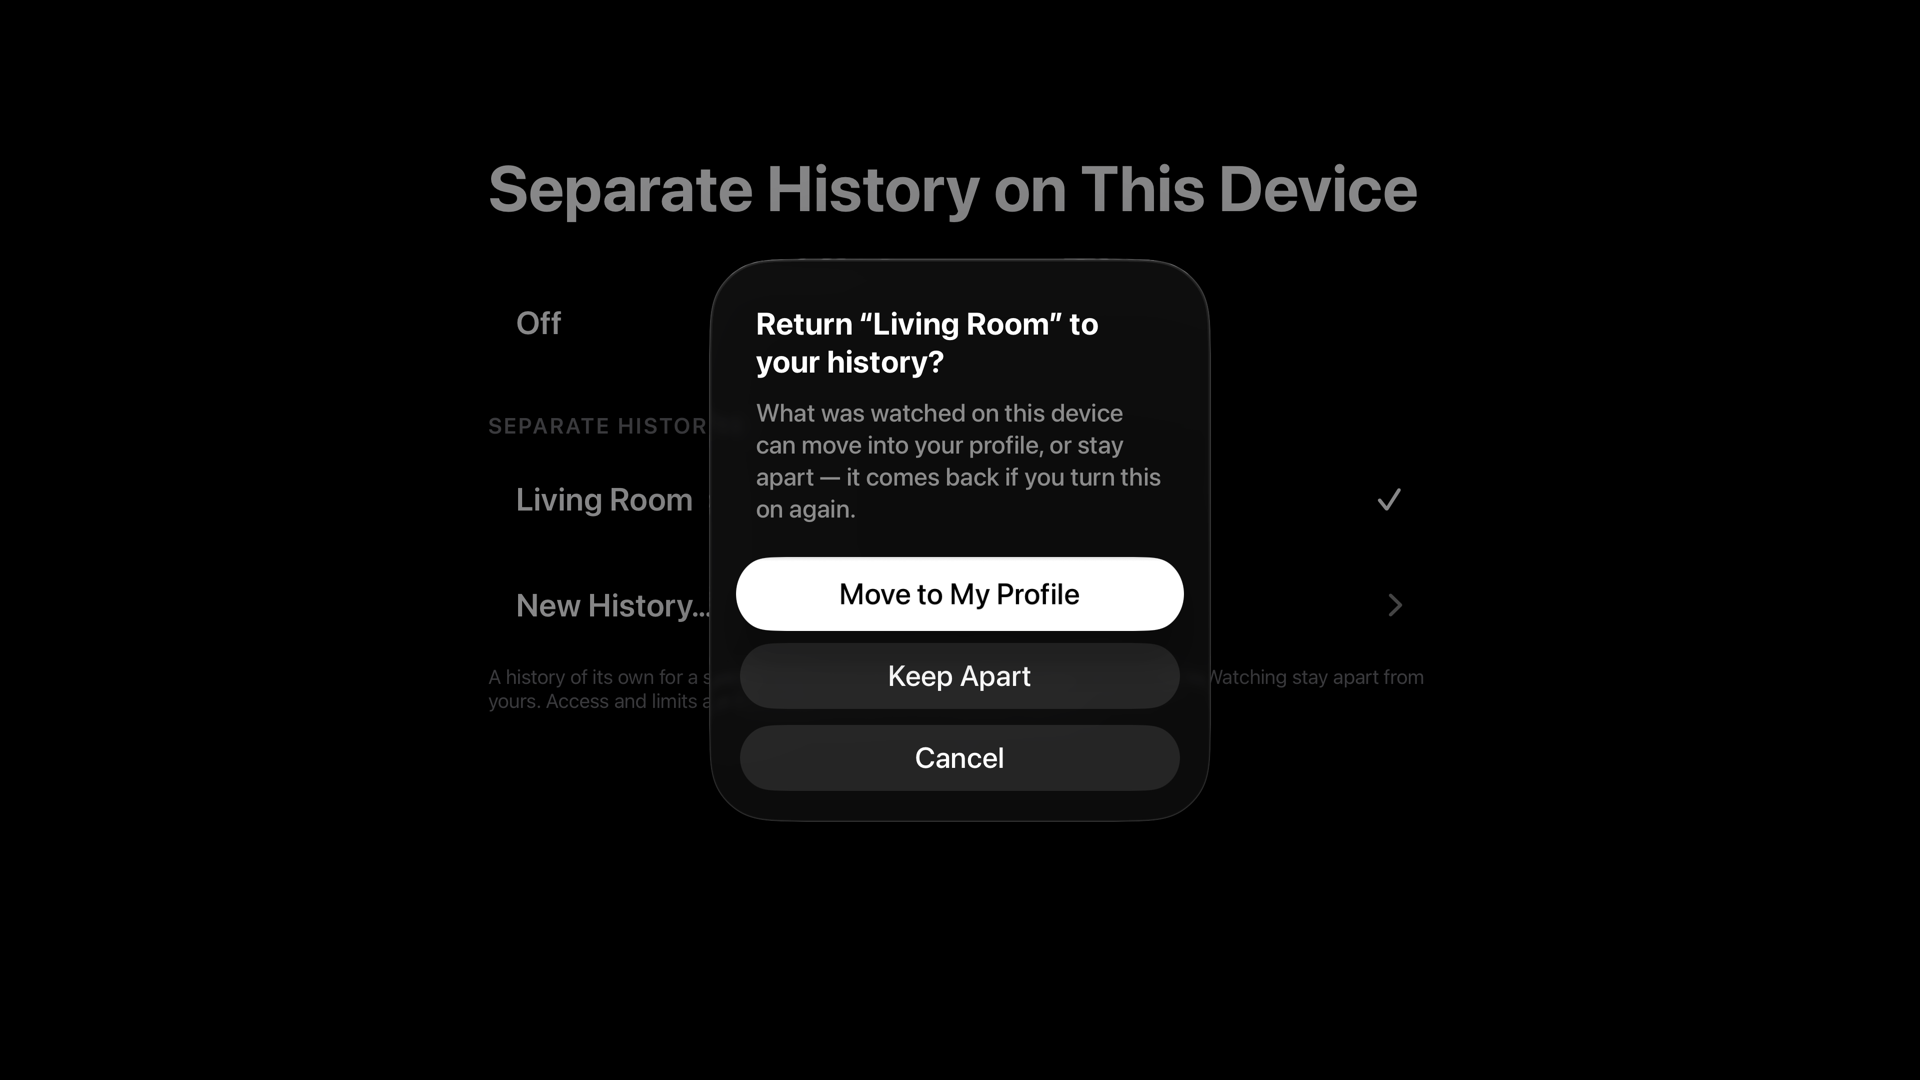 Separate History on This Device
Return “Living Room” to
your history?
Off
What was watched on this device
can move into your profile, or stay
apart — it comes back if you turn this
on again.
SEPARATE HISTOR
Living Room
Move to My Profile
New History...
Keep Apart
A history of its own for a s
Watching stay apart from
yours. Access and limits a
Cancel